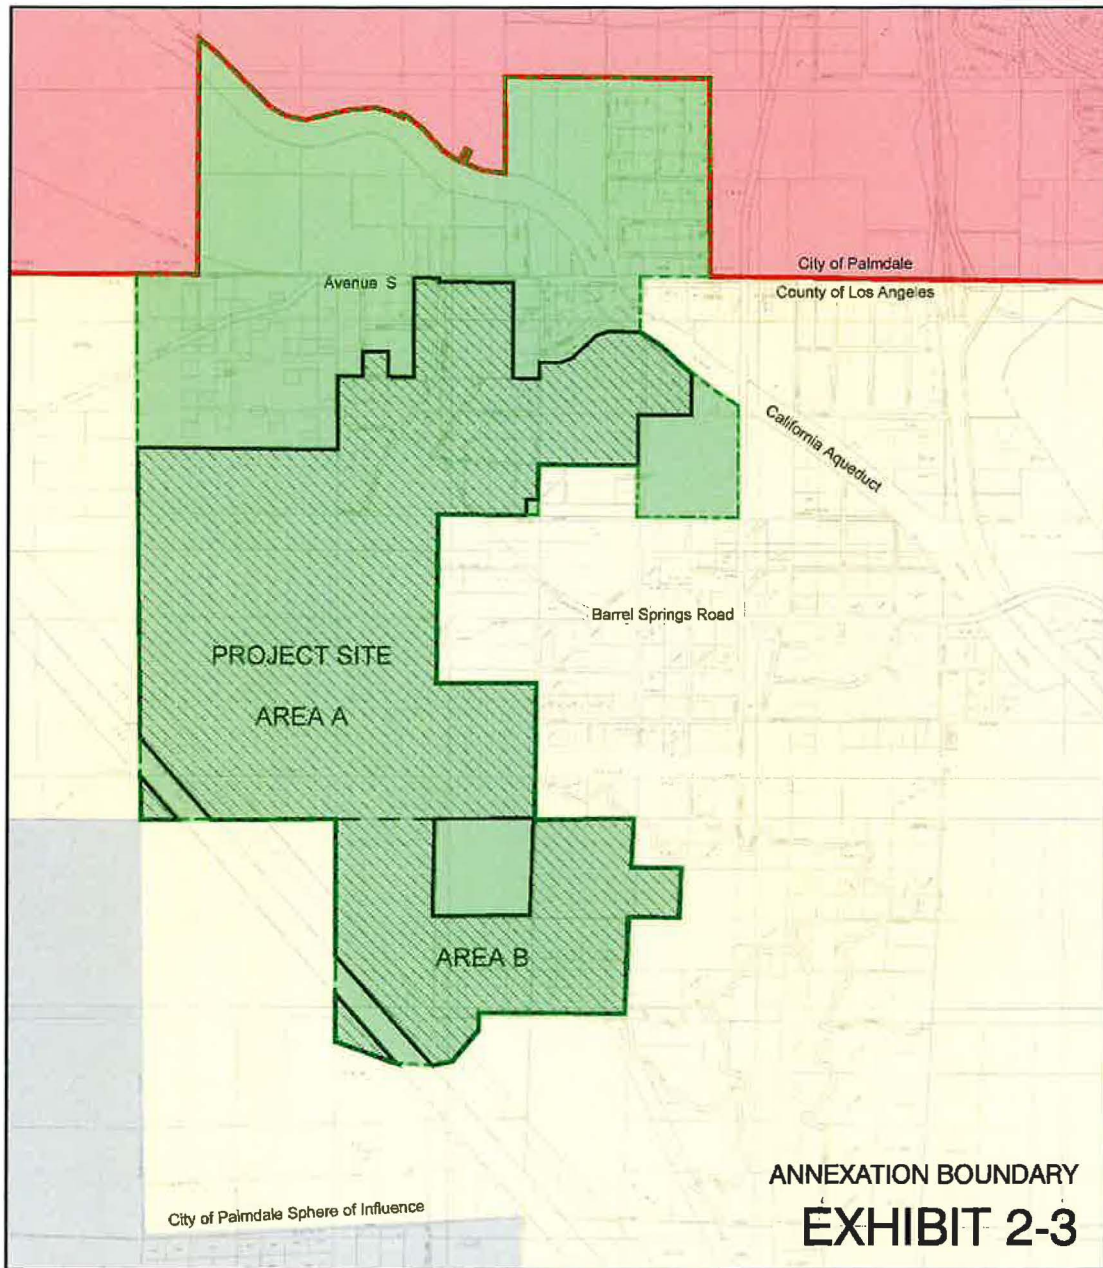 City of Palmdale
County of Los Angeles
Avenue S
California Aqueduct
Barrel Springs Road
PROJECT SITE
AREA A
AREA B
ANNEXATION BOUNDARY
City of Palmdale Sphere of Influence
EXHIBIT 2-3